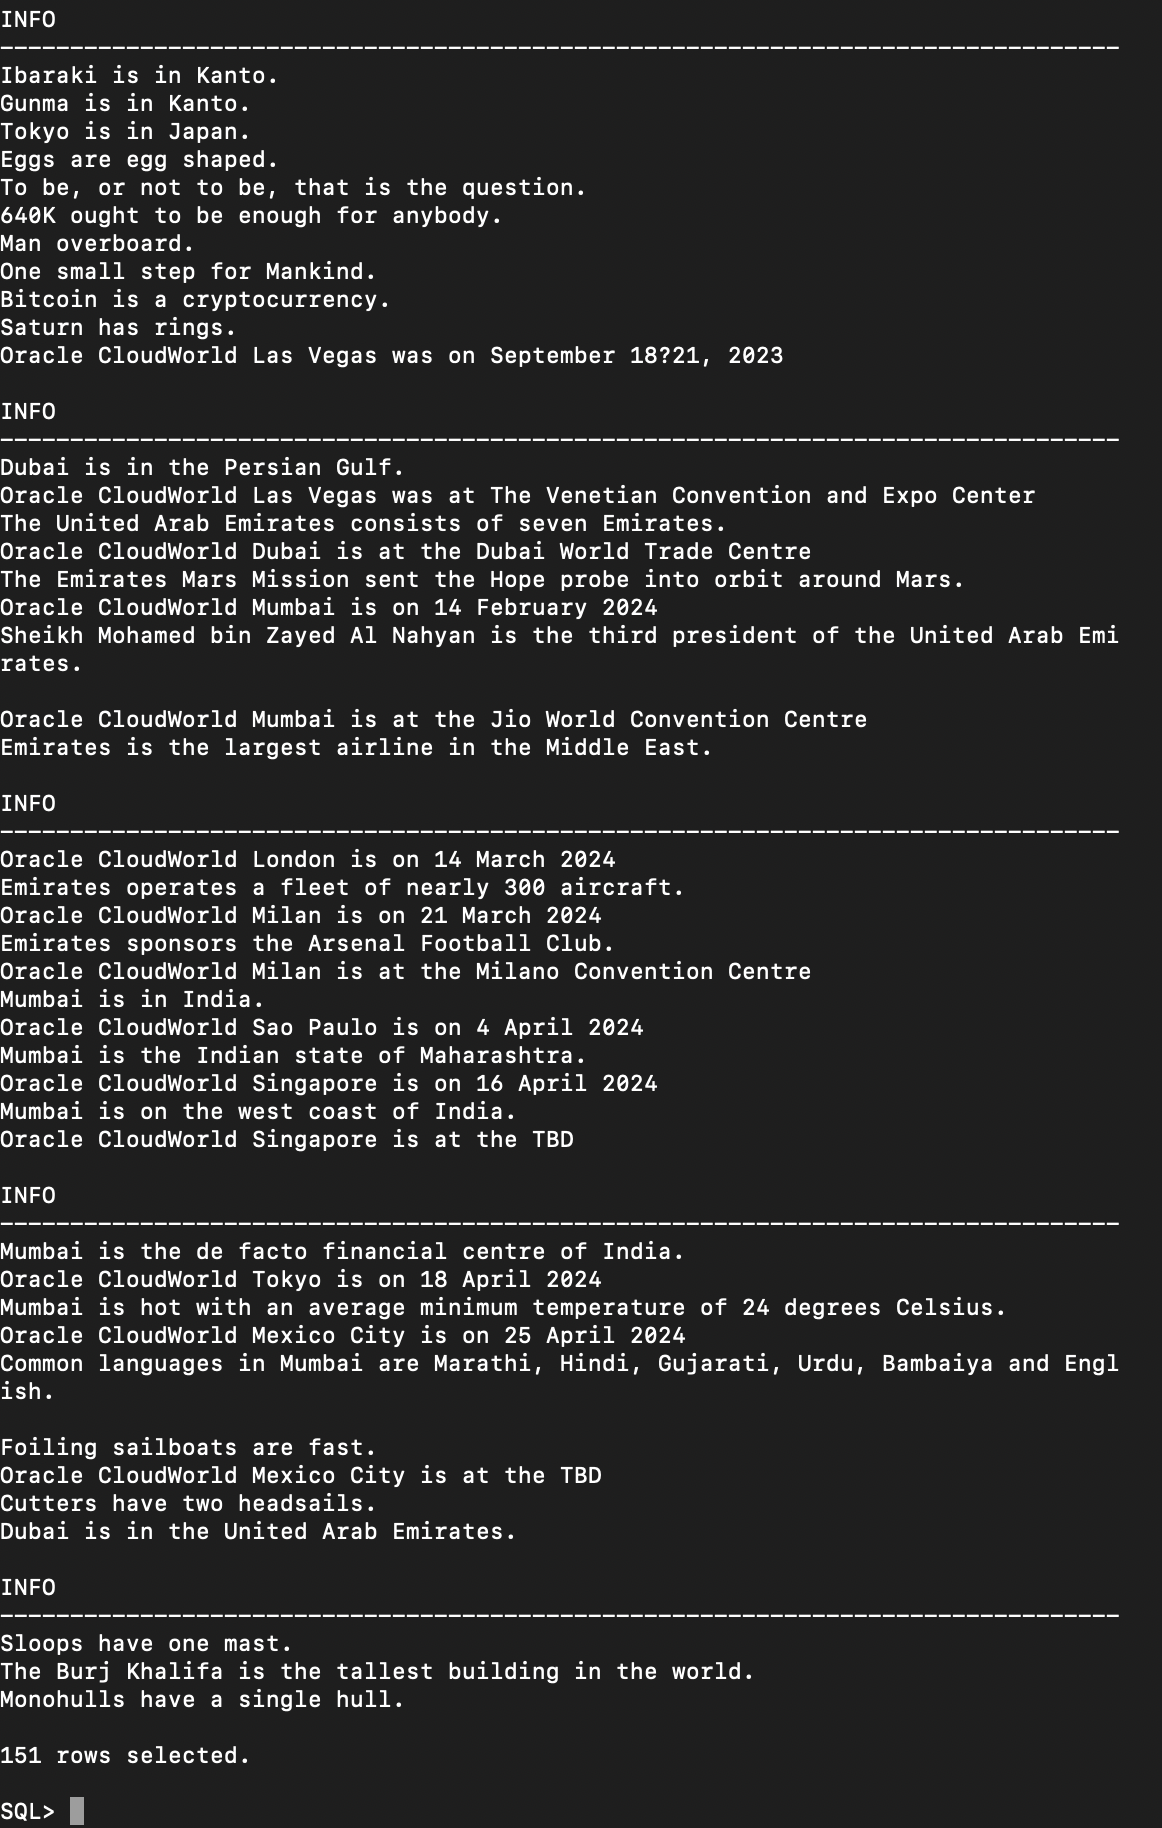 INFO
--------------------------------------------------------------------------------
Ibaraki is in Kanto.
Gunma is in Kanto.
Tokyo is in Japan.
Eggs are egg shaped.
To be, or not to be, that is the question.
640K ought to be enough for anybody.
Man overboard.
One small step for Mankind.
Bitcoin is a cryptocurrency.
Saturn has rings.
Oracle CloudWorld Las Vegas was on September 18?21, 2023

INFO
--------------------------------------------------------------------------------
Dubai is in the Persian Gulf.
Oracle CloudWorld Las Vegas was at The Venetian Convention and Expo Center
The United Arab Emirates consists of seven Emirates.
Oracle CloudWorld Dubai is at the Dubai World Trade Centre
The Emirates Mars Mission sent the Hope probe into orbit around Mars.
Oracle CloudWorld Mumbai is on 14 February 2024
Sheikh Mohamed bin Zayed Al Nahyan is the third president of the United Arab Emi
rates.

Oracle CloudWorld Mumbai is at the Jio World Convention Centre
Emirates is the largest airline in the Middle East.

INFO
--------------------------------------------------------------------------------
Oracle CloudWorld London is on 14 March 2024
Emirates operates a fleet of nearly 300 aircraft.
Oracle CloudWorld Milan is on 21 March 2024
Emirates sponsors the Arsenal Football Club.
Oracle CloudWorld Milan is at the Milano Convention Centre
Mumbai is in India.
Oracle CloudWorld Sao Paulo is on 4 April 2024
Mumbai is the Indian state of Maharashtra.
Oracle CloudWorld Singapore is on 16 April 2024
Mumbai is on the west coast of India.
Oracle CloudWorld Singapore is at the TBD

INFO
--------------------------------------------------------------------------------
Mumbai is the de facto financial centre of India.
Oracle CloudWorld Tokyo is on 18 April 2024
Mumbai is hot with an average minimum temperature of 24 degrees Celsius.
Oracle CloudWorld Mexico City is on 25 April 2024
Common languages in Mumbai are Marathi, Hindi, Gujarati, Urdu, Bambaiya and Engl
ish.

Foiling sailboats are fast.
Oracle CloudWorld Mexico City is at the TBD
Cutters have two headsails.
Dubai is in the United Arab Emirates.

INFO
--------------------------------------------------------------------------------
Sloops have one mast.
The Burj Khalifa is the tallest building in the world.
Monohulls have a single hull.

151 rows selected.

SQL>